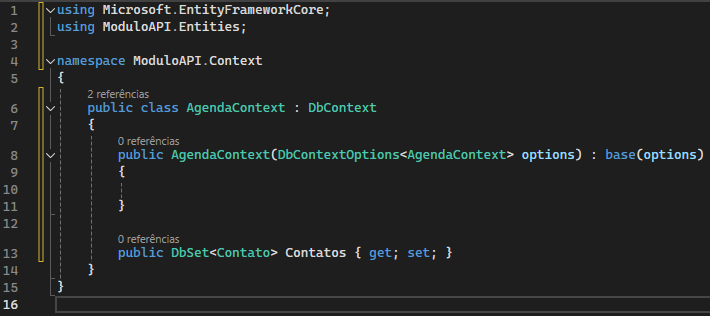 1 using Microsoft.EntityFrameworkCore;
2 using ModuloAPI.Entities;
3
4 namespace ModuloAPI.Context
5 {
2 referências
6 public class AgendaContext : DbContext
7 {
0 referências
8 public AgendaContext(DbContextOptions<AgendaContext> options) : base(options)
9 {
10
11 }
12
0 referências
13 public DbSet<Contato> Contatos { get; set; }
14 }
15 }
16